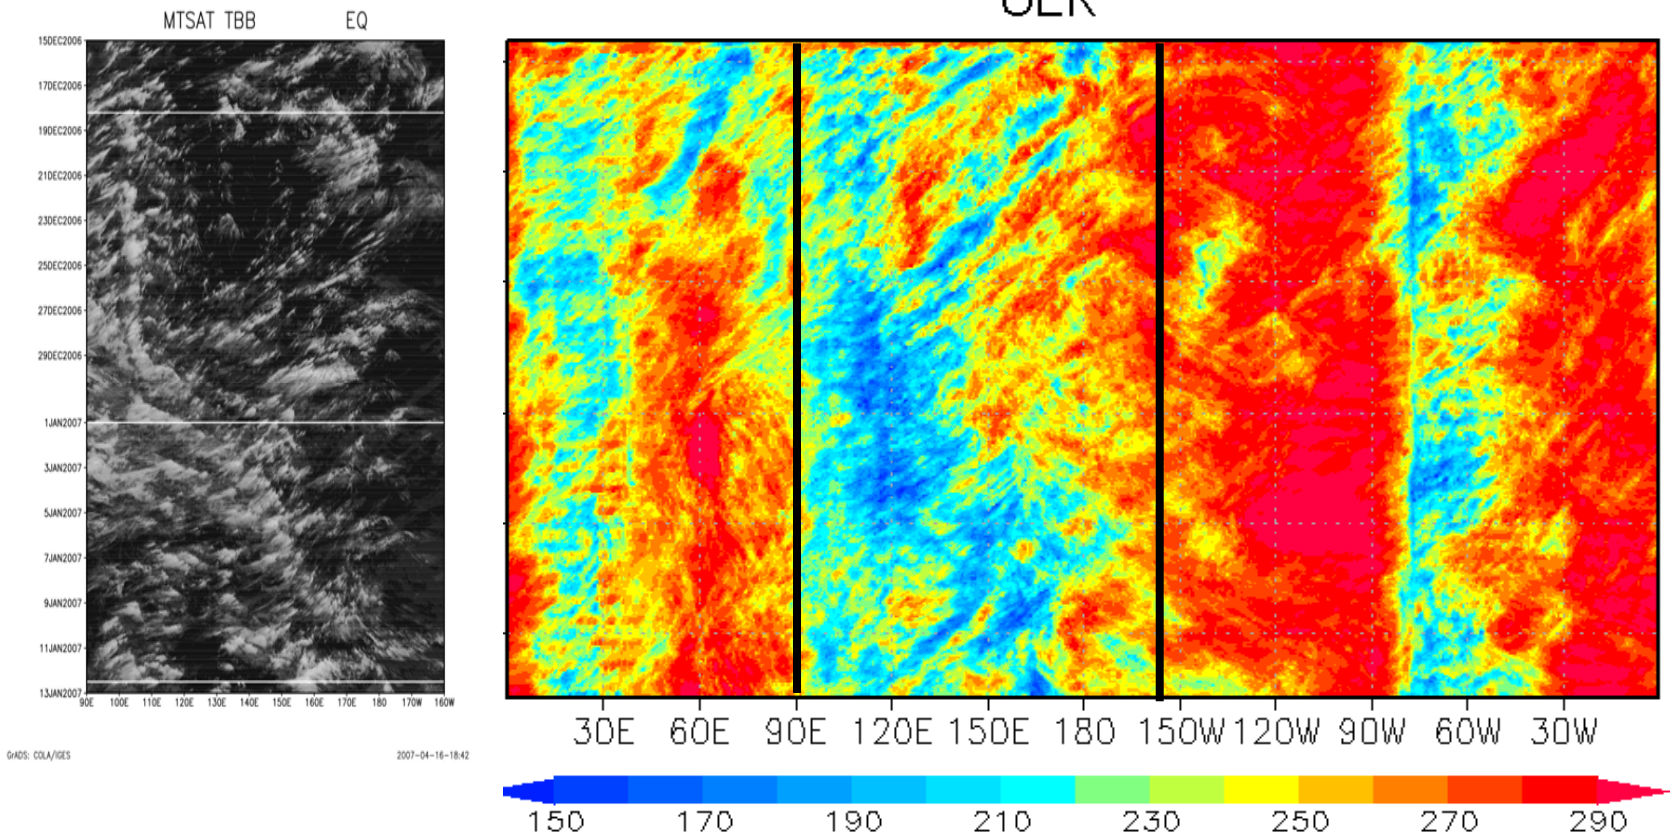 MTSAT TBB EQ
15DEC2006
17DEC2006
19DEC2006
21DEC2006
23DEC2006
25DEC2006
27DEC2006
29DEC2006
1JAN2007
3JAN2007
5JAN2007
7JAN2007
9JAN2007
11JAN2007
13JAN2007
90E 100E 110E 120E 130E 140E 150E 160E 170E 180 170W 160W
GrADS: COLA/IGES 2007-04-16-18:42
30E 60E 90E 120E 150E 180 150W 120W 90W 60W 30W
150 170 190 210 230 250 270 290